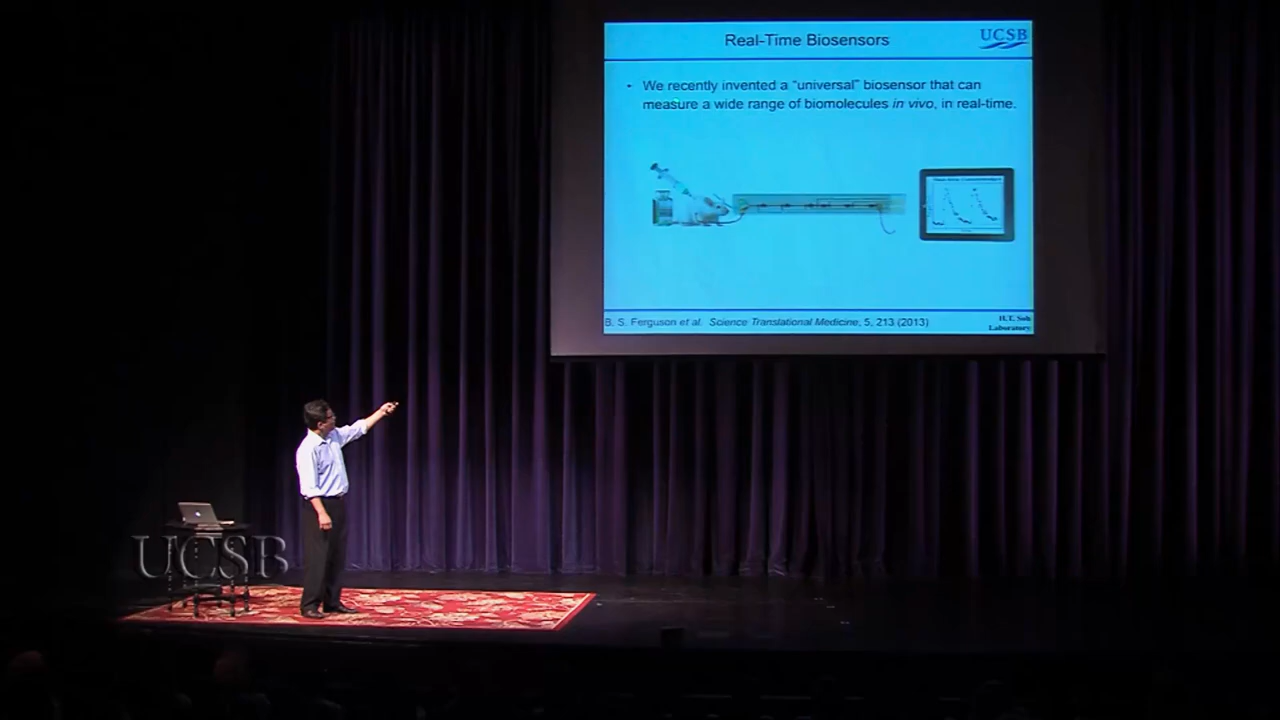 Real-Time Biosensors
UCSB
• We recently invented a “universal” biosensor that can
measure a wide range of biomolecules in vivo, in real-time.
B. S. Ferguson et al. Science Translational Medicine, 5, 213 (2013)
H.T. Soh
Laboratory
UCSB